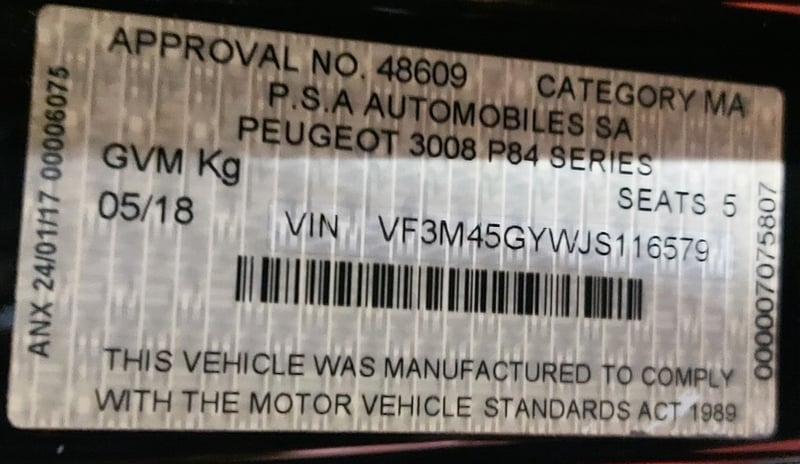 APPROVAL NO. 48609 CATEGORY MA
P.S.A AUTOMOBILES SA
PEUGEOT 3008 P84 SERIES
GVM Kg
SEATS 5
05/18
VIN VF3M45GYWJS116579
THIS VEHICLE WAS MANUFACTURED TO COMPLY
WITH THE MOTOR VEHICLE STANDARDS ACT 1989
ANX 24/01/17 00006075
000007075807